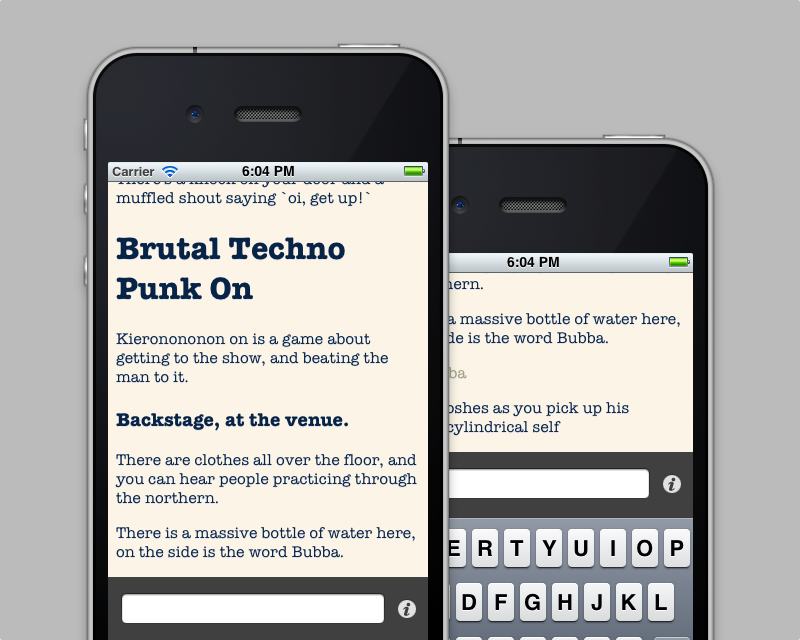 Carrier 6:04 PM
There's a knock on your door and a
muffled shout saying `oi, get up!`
Brutal Techno
Punk On
Kieronononon on is a game about
getting to the show, and beating the
man to it.
Backstage, at the venue.
There are clothes all over the floor, and
you can hear people practicing through
the northern.
There is a massive bottle of water here,
on the side is the word Bubba.
i
6:04 PM
hern.
a massive bottle of water here,
de is the word Bubba.
ba
oshes as you pick up his
cylindrical self
i
E R T Y U I O P
D F G H J K L